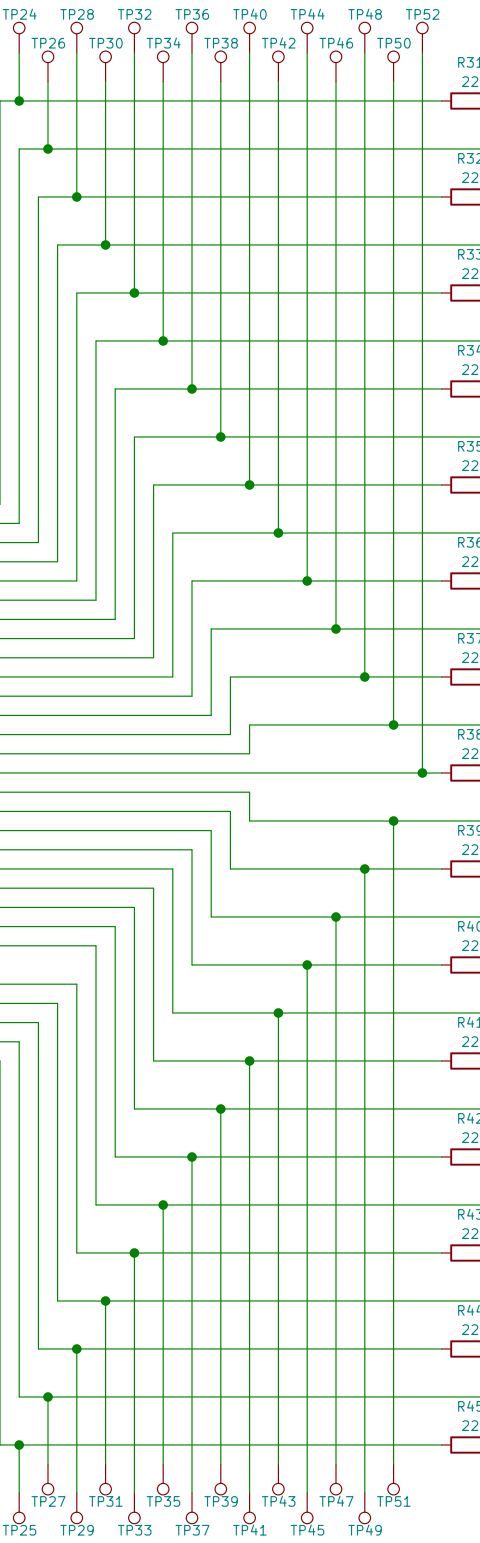 TP24 TP28 TP32 TP36 TP40 TP44 TP48 TP52
TP26 TP30 TP34 TP38 TP42 TP46 TP50
R31
22
R32
22
R33
22
R34
22
R35
22
R36
22
R37
22
R38
22
R39
22
R40
22
R41
22
R42
22
R43
22
R44
22
R45
22
TP27 TP31 TP35 TP39 TP43 TP47 TP51
TP25 TP29 TP33 TP37 TP41 TP45 TP49